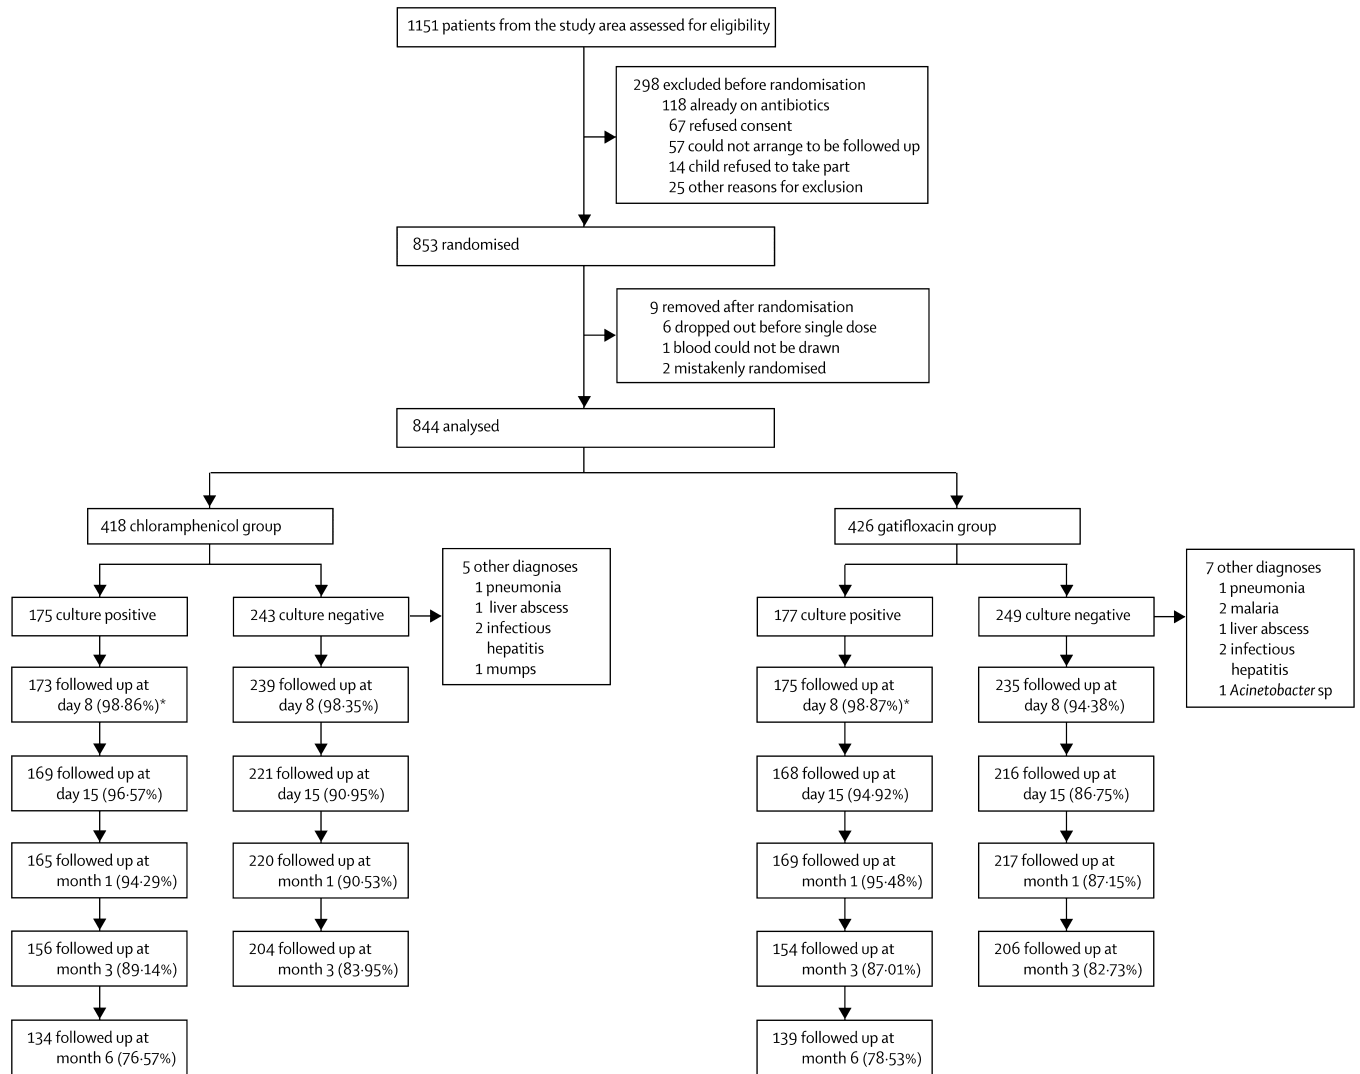 1151 patients from the study area assessed for eligibility
298 excluded before randomisation
118 already on antibiotics
67 refused consent
57 could not arrange to be followed up
14 child refused to take part
25 other reasons for exclusion
853 randomised
9 removed after randomisation
6 dropped out before single dose
1 blood could not be drawn
2 mistakenly randomised
844 analysed
418 chloramphenicol group
175 culture positive
243 culture negative
5 other diagnoses
1 pneumonia
1 liver abscess
2 infectious
hepatitis
1 mumps
173 followed up at
day 8 (98·86%)*
239 followed up at
day 8 (98·35%)
169 followed up at
day 15 (96·57%)
221 followed up at
day 15 (90·95%)
165 followed up at
month 1 (94·29%)
220 followed up at
month 1 (90·53%)
156 followed up at
month 3 (89·14%)
204 followed up at
month 3 (83·95%)
134 followed up at
month 6 (76·57%)
426 gatifloxacin group
177 culture positive
249 culture negative
7 other diagnoses
1 pneumonia
2 malaria
1 liver abscess
2 infectious
hepatitis
1 Acinetobacter sp
175 followed up at
day 8 (98·87%)*
235 followed up at
day 8 (94·38%)
168 followed up at
day 15 (94·92%)
216 followed up at
day 15 (86·75%)
169 followed up at
month 1 (95·48%)
217 followed up at
month 1 (87·15%)
154 followed up at
month 3 (87·01%)
206 followed up at
month 3 (82·73%)
139 followed up at
month 6 (78·53%)